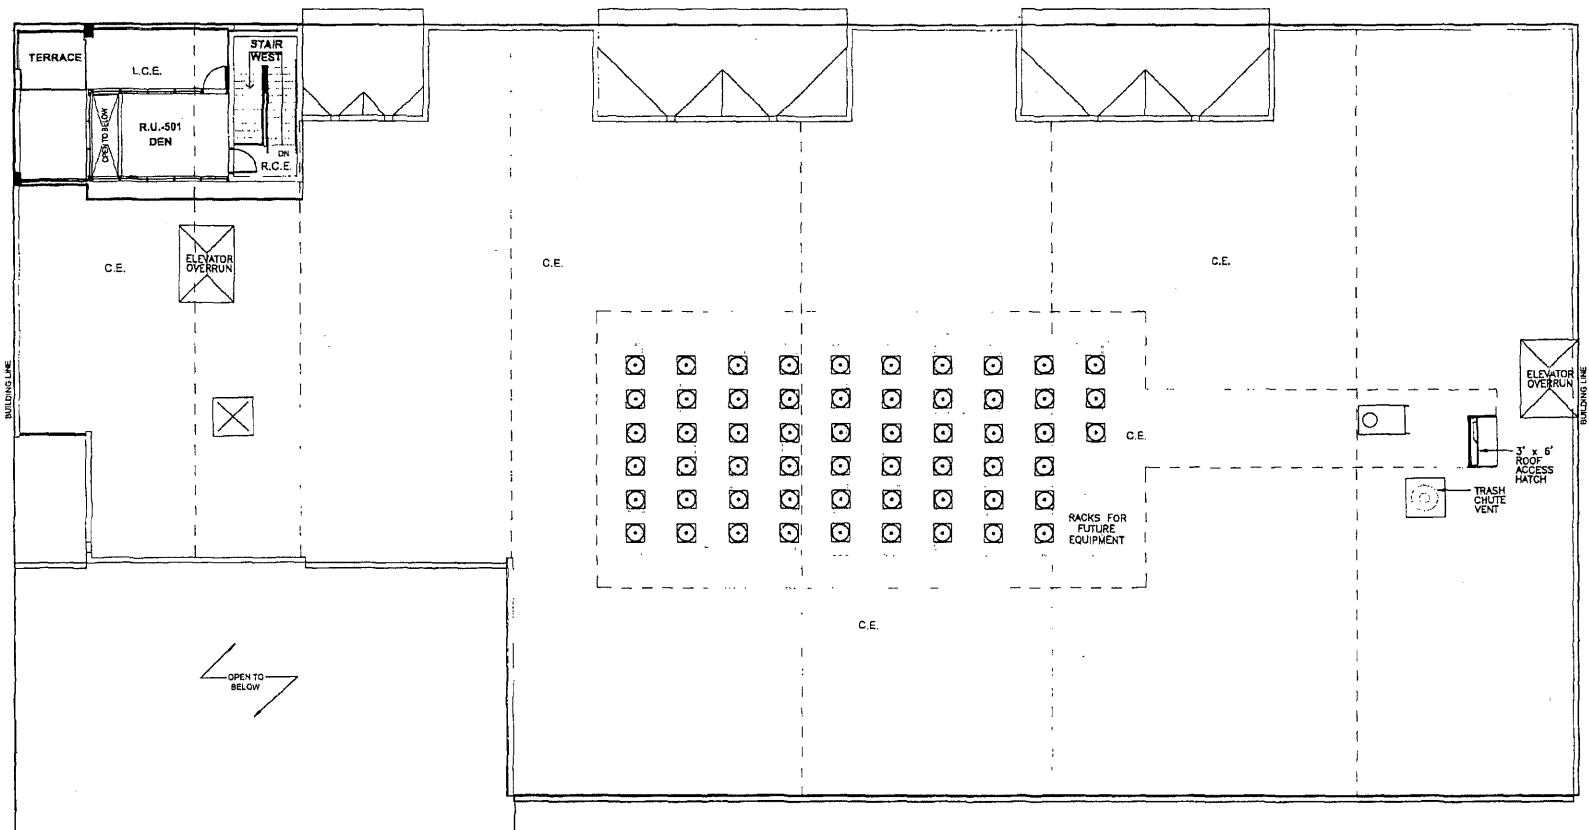 TERRACE
L.C.E.
STAIR
WEST
OPEN TO BELOW
R.U.-501
DEN
DN
R.C.E.
C.E.
ELEVATOR
OVERRUN
C.E.
C.E.
BUILDING LINE
ELEVATOR
OVERRUN
BUILDING LINE
C.E.
3' x 6'
ROOF
ACCESS
HATCH
TRASH
CHUTE
VENT
RACKS FOR
FUTURE
EQUIPMENT
C.E.
OPEN TO
BELOW